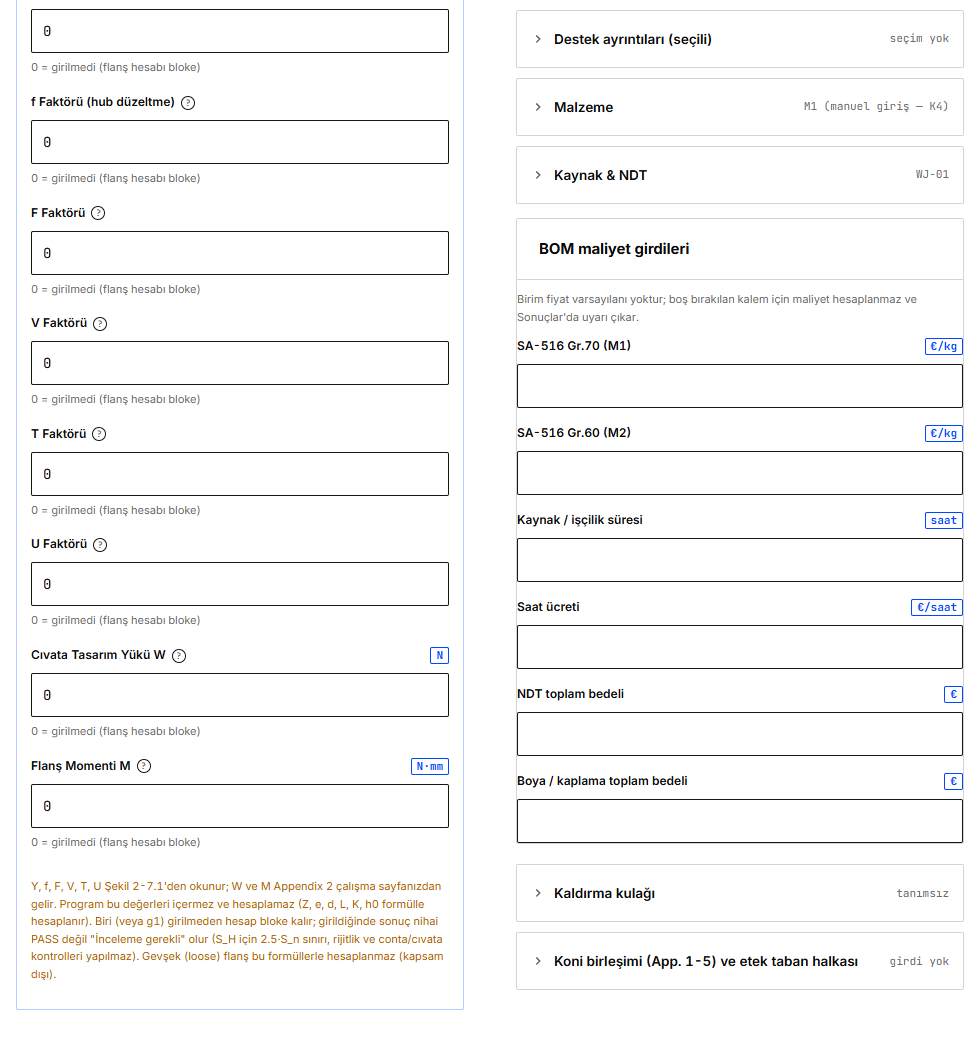 0
0 = girilmedi (flanş hesabı bloke)
f Faktörü (hub düzeltme) ?
0
0 = girilmedi (flanş hesabı bloke)
F Faktörü ?
0
0 = girilmedi (flanş hesabı bloke)
V Faktörü ?
0
0 = girilmedi (flanş hesabı bloke)
T Faktörü ?
0
0 = girilmedi (flanş hesabı bloke)
U Faktörü ?
0
0 = girilmedi (flanş hesabı bloke)
Cıvata Tasarım Yükü W ? N
0
0 = girilmedi (flanş hesabı bloke)
Flanş Momenti M ? N·mm
0
0 = girilmedi (flanş hesabı bloke)
Y, f, F, V, T, U Şekil 2-7.1'den okunur; W ve M Appendix 2 çalışma sayfanızdan
gelir. Program bu değerleri içermez ve hesaplamaz (Z, e, d, L, K, h0 formülle
hesaplanır). Biri (veya g1) girilmeden hesap bloke kalır; girildiğinde sonuç nihai
PASS değil "İnceleme gerekli" olur (S_H için 2.5·S_n sınırı, rijitlik ve conta/cıvata
kontrolleri yapılmaz). Gevşek (loose) flanş bu formüllerle hesaplanmaz (kapsam
dışı).
Destek ayrıntıları (seçili) seçim yok
Malzeme M1 (manuel giriş — K4)
Kaynak & NDT WJ-01
BOM maliyet girdileri
Birim fiyat varsayılanı yoktur; boş bırakılan kalem için maliyet hesaplanmaz ve
Sonuçlar'da uyarı çıkar.
SA-516 Gr.70 (M1) €/kg
SA-516 Gr.60 (M2) €/kg
Kaynak / işçilik süresi saat
Saat ücreti €/saat
NDT toplam bedeli €
Boya / kaplama toplam bedeli €
Kaldırma kulağı tanımsız
Koni birleşimi (App. 1-5) ve etek taban halkası girdi yok